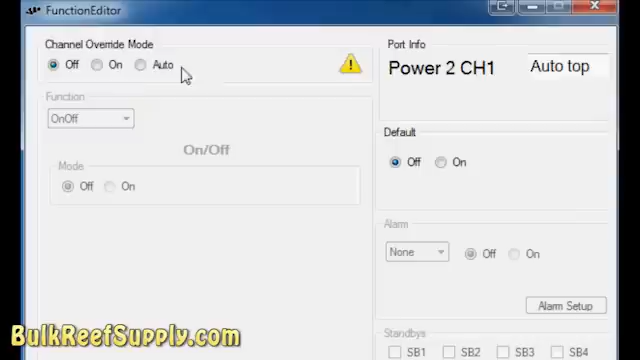 FunctionEditor
Channel Override Mode
Off On Auto
Port Info
Power 2 CH1 Auto top
Function
OnOff
On/Off
Mode
Off On
Default
Off On
Alarm
None Off On
Alarm Setup
Standbys
SB1 SB2 SB3 SB4
BulkReefSupply.com